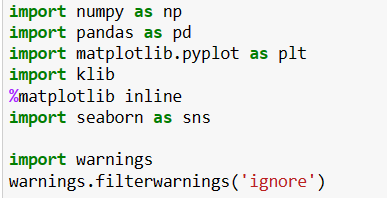 import numpy as np
import pandas as pd
import matplotlib.pyplot as plt
import klib
%matplotlib inline
import seaborn as sns
import warnings
warnings.filterwarnings('ignore')